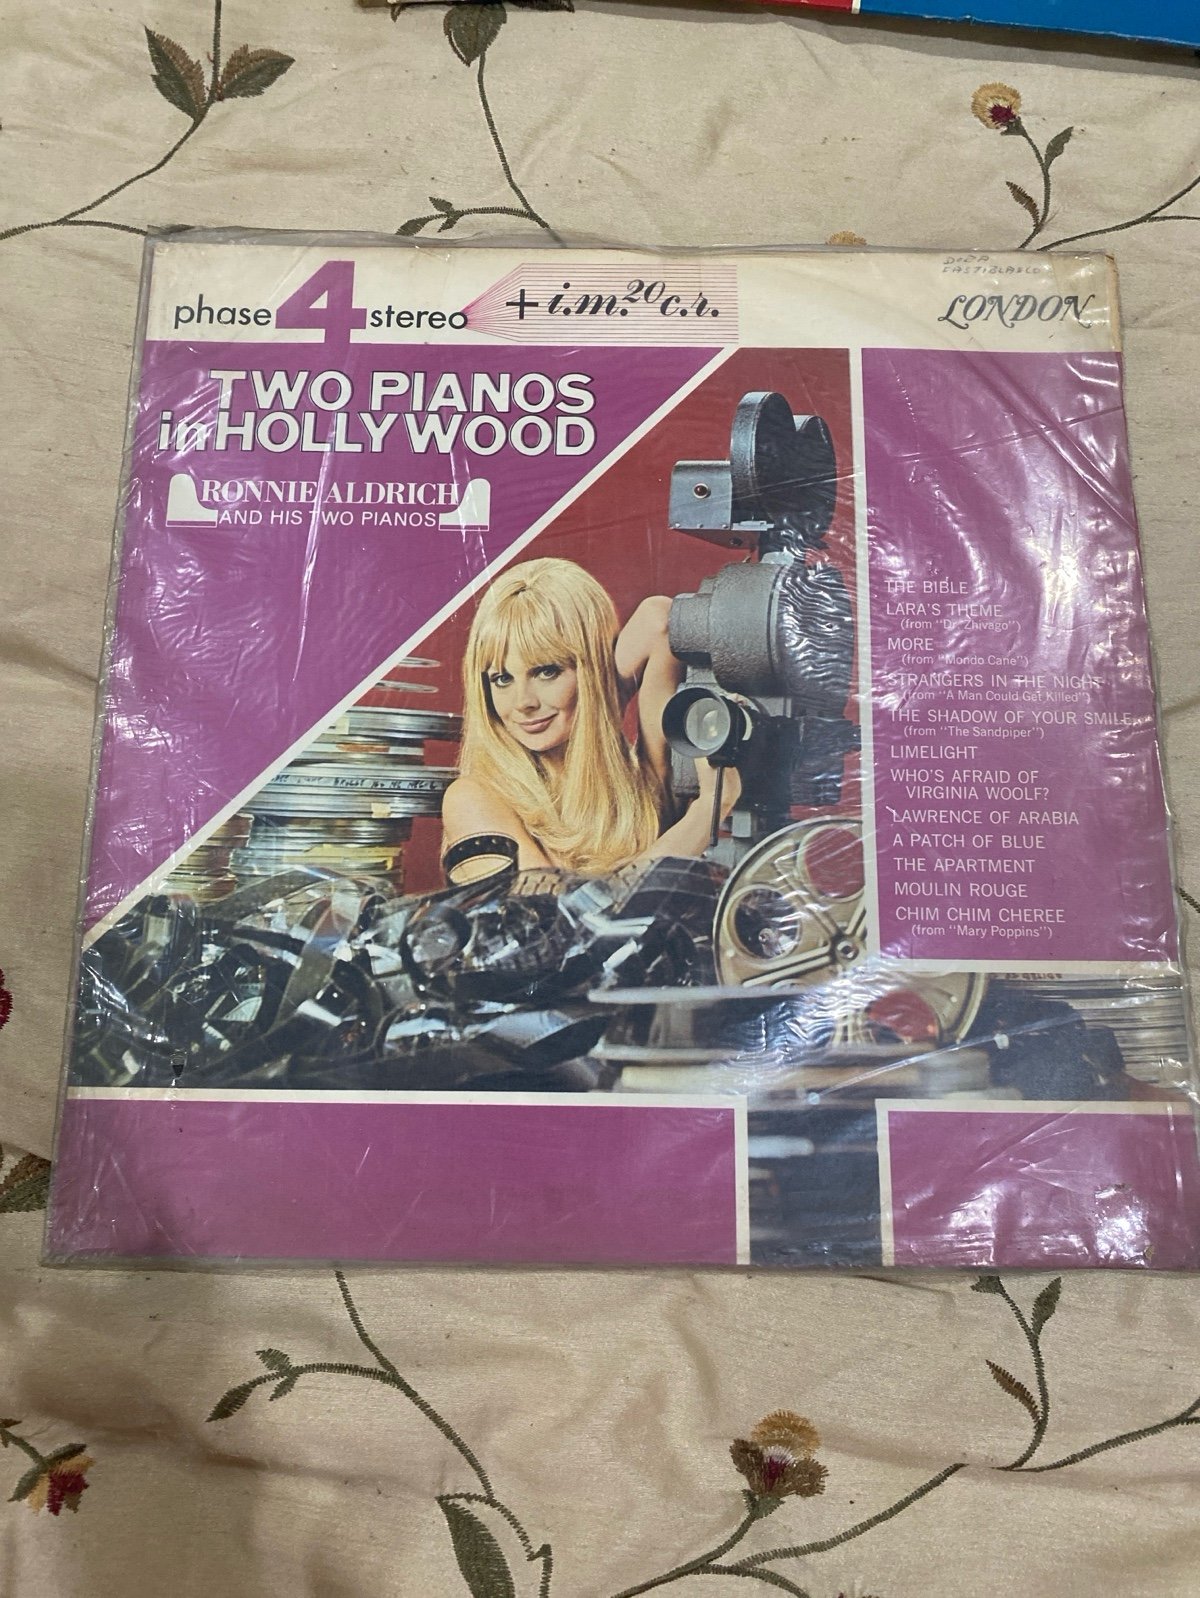 phase 4 stereo + i.m. 20 c.r.
LONDON
TWO PIANOS
in HOLLYWOOD
RONNIE ALDRICH
AND HIS TWO PIANOS
THE BIBLE
LARA'S THEME
(from "Dr. Zhivago")
MORE
(from "Mondo Cane")
STRANGERS IN THE NIGHT
(from "A Man Could Get Killed")
THE SHADOW OF YOUR SMILE
(from "The Sandpiper")
LIMELIGHT
WHO'S AFRAID OF
VIRGINIA WOOLF?
LAWRENCE OF ARABIA
A PATCH OF BLUE
THE APARTMENT
MOULIN ROUGE
CHIM CHIM CHEREE
(from "Mary Poppins")